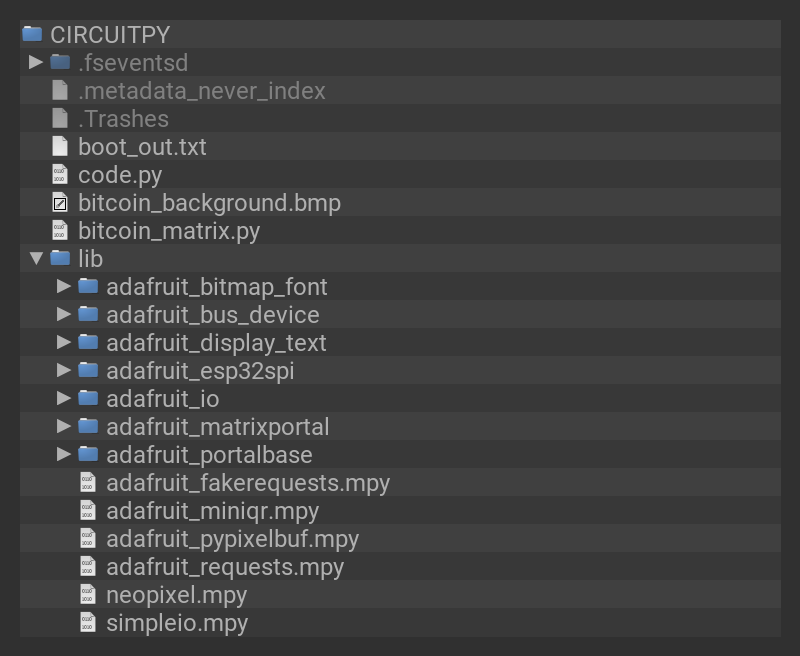 CIRCUITPY
.fseventsd
.metadata_never_index
.Trashes
boot_out.txt
code.py
bitcoin_background.bmp
bitcoin_matrix.py
lib
adafruit_bitmap_font
adafruit_bus_device
adafruit_display_text
adafruit_esp32spi
adafruit_io
adafruit_matrixportal
adafruit_portalbase
adafruit_fakerequests.mpy
adafruit_miniqr.mpy
adafruit_pypixelbuf.mpy
adafruit_requests.mpy
neopixel.mpy
simpleio.mpy